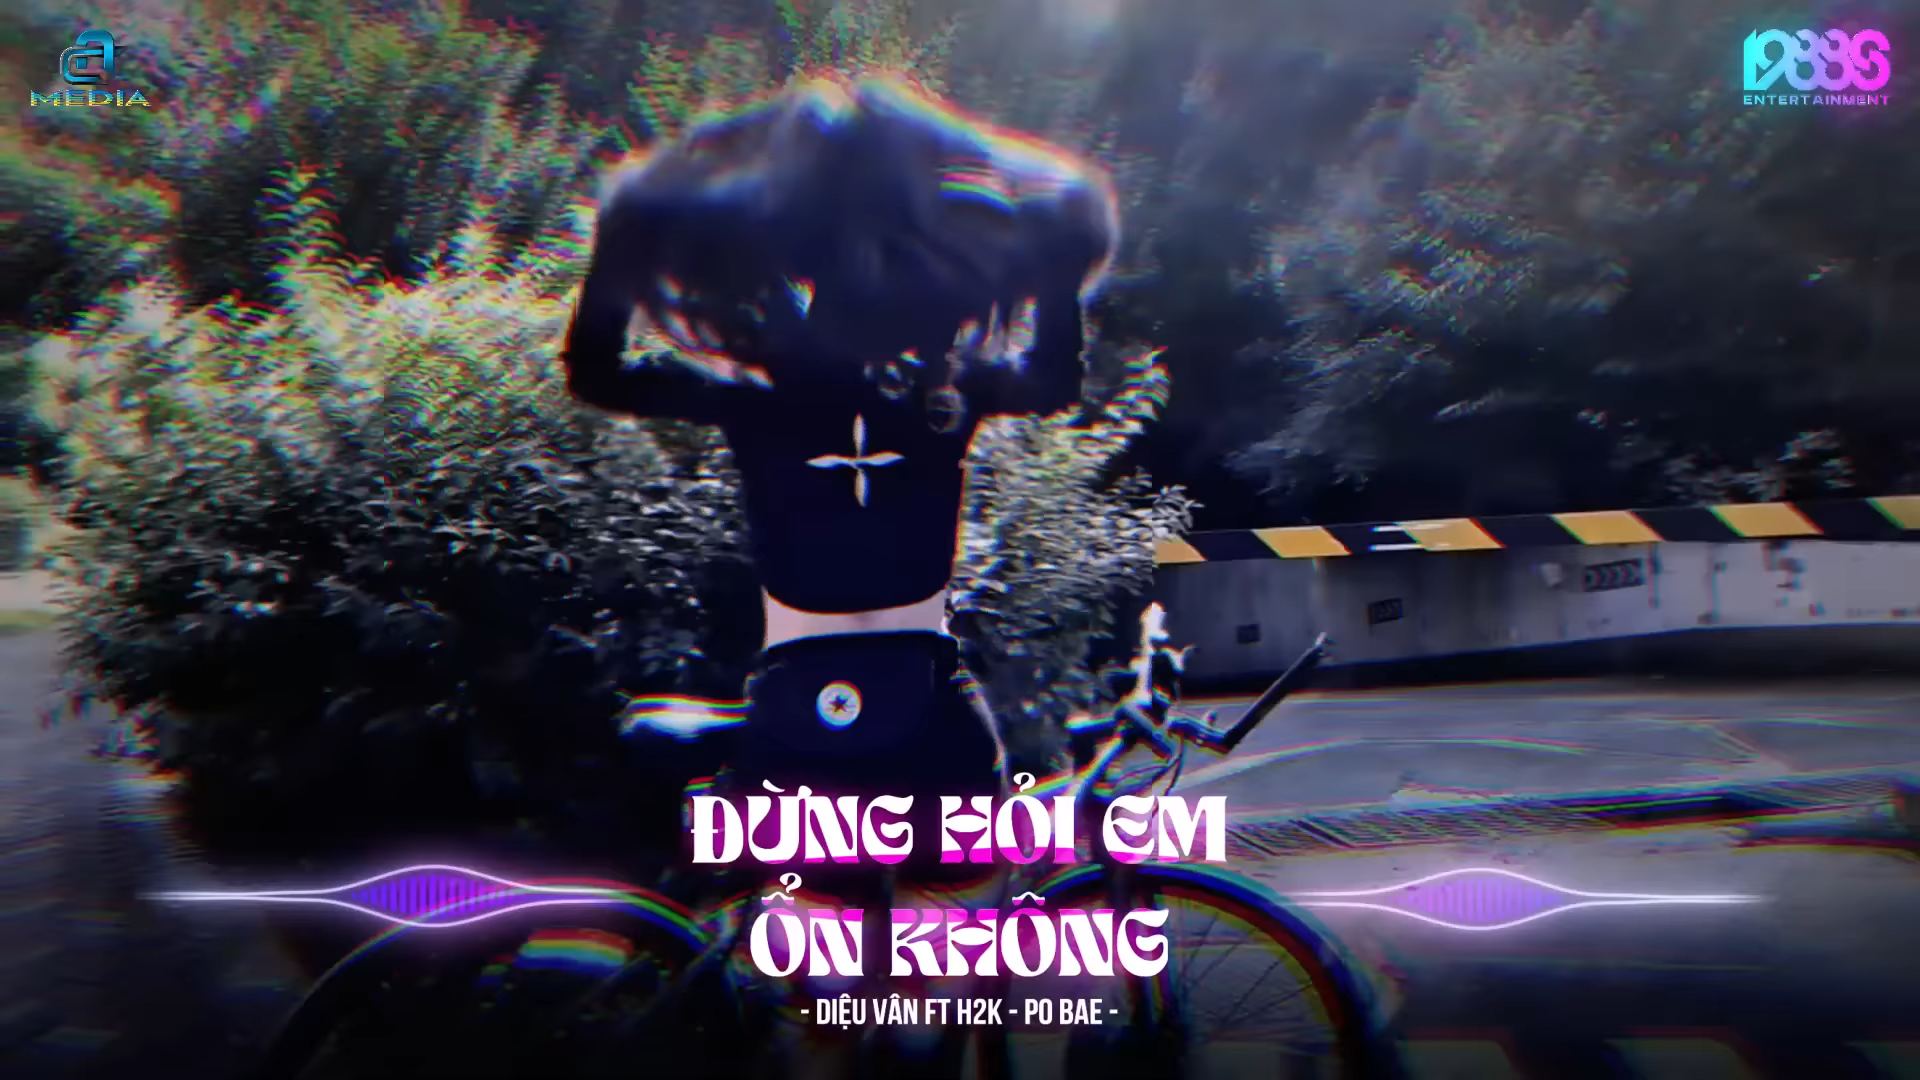 MEDIA
1988S
ENTERTAINMENT
ĐỪNG HỎI EM
ỔN KHÔNG
- DIỆU VÂN FT H2K - PO BAE -